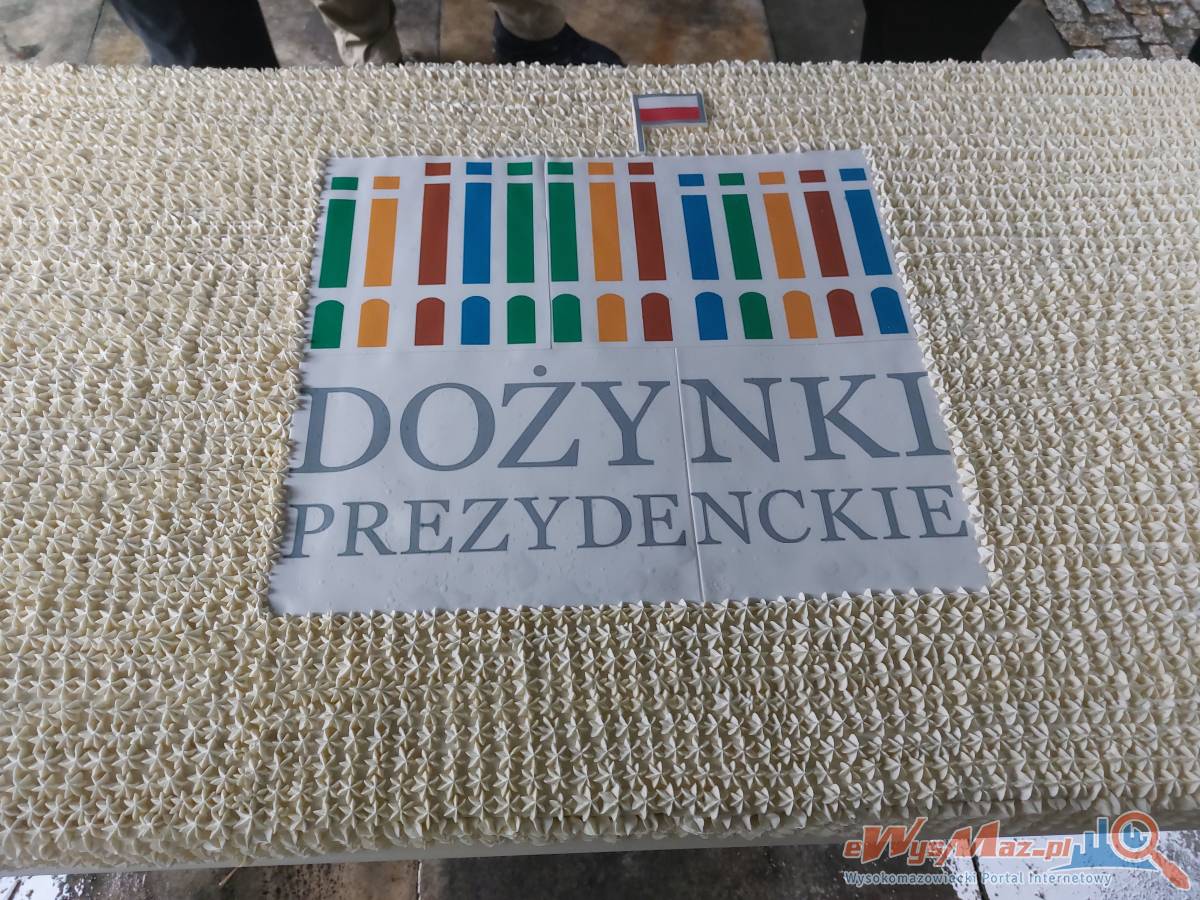 DOŻYNKI
PREZYDENCKIE
eWysMaz.pl
Wysokomazowiecki Portal Internetowy